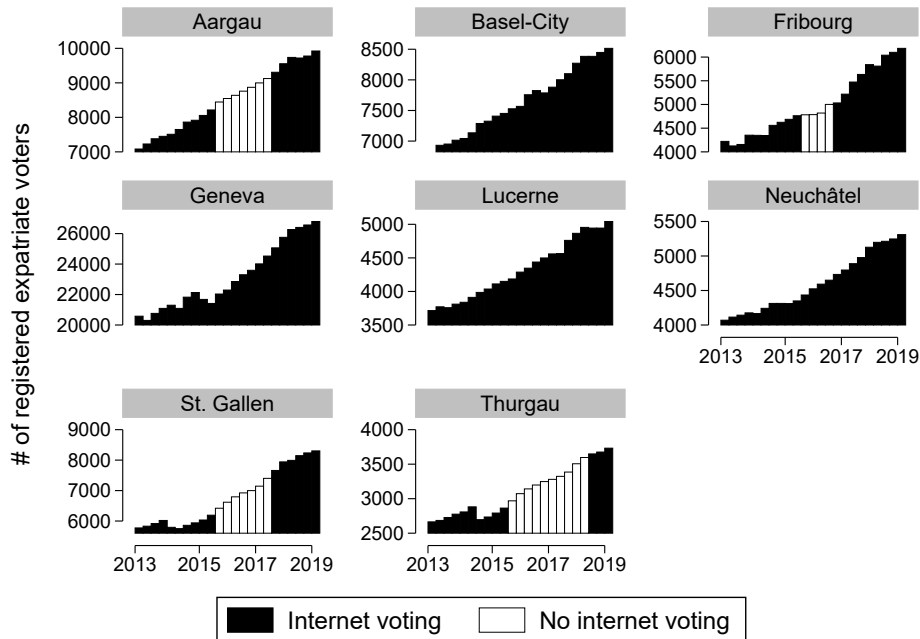 # of registered expatriate voters
Aargau
10000
9000
8000
7000
Basel-City
8500
8000
7500
7000
Fribourg
6000
5500
5000
4500
4000
Geneva
26000
24000
22000
20000
Lucerne
5000
4500
4000
3500
Neuchâtel
5500
5000
4500
4000
2013 2015 2017 2019
St. Gallen
9000
8000
7000
6000
2013 2015 2017 2019
Thurgau
4000
3500
3000
2500
2013 2015 2017 2019
Internet voting No internet voting